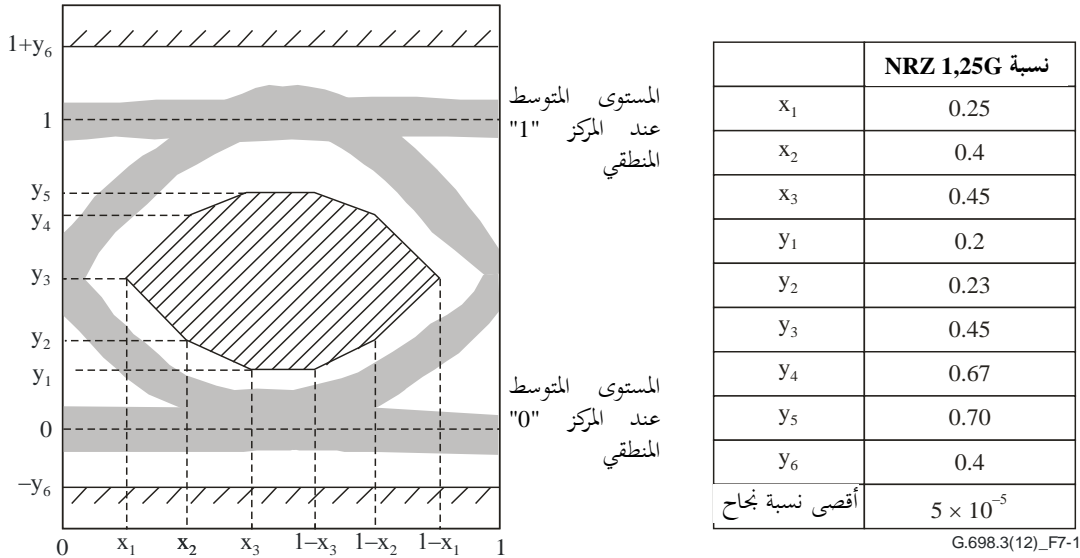 1+y6
1
y5
y4
y3
y2
y1
0
−y6
0 x1 x2 x3 1−x3 1−x2 1−x1 1
المستوى المتوسط
عند المركز "1"
المنطقي
المستوى المتوسط
عند المركز "0"
المنطقي
نسبة NRZ 1,25G
x1 0.25
x2 0.4
x3 0.45
y1 0.2
y2 0.23
y3 0.45
y4 0.67
y5 0.70
y6 0.4
أقصى نسبة نجاح 5 × 10⁻⁵
G.698.3(12)_F7-1